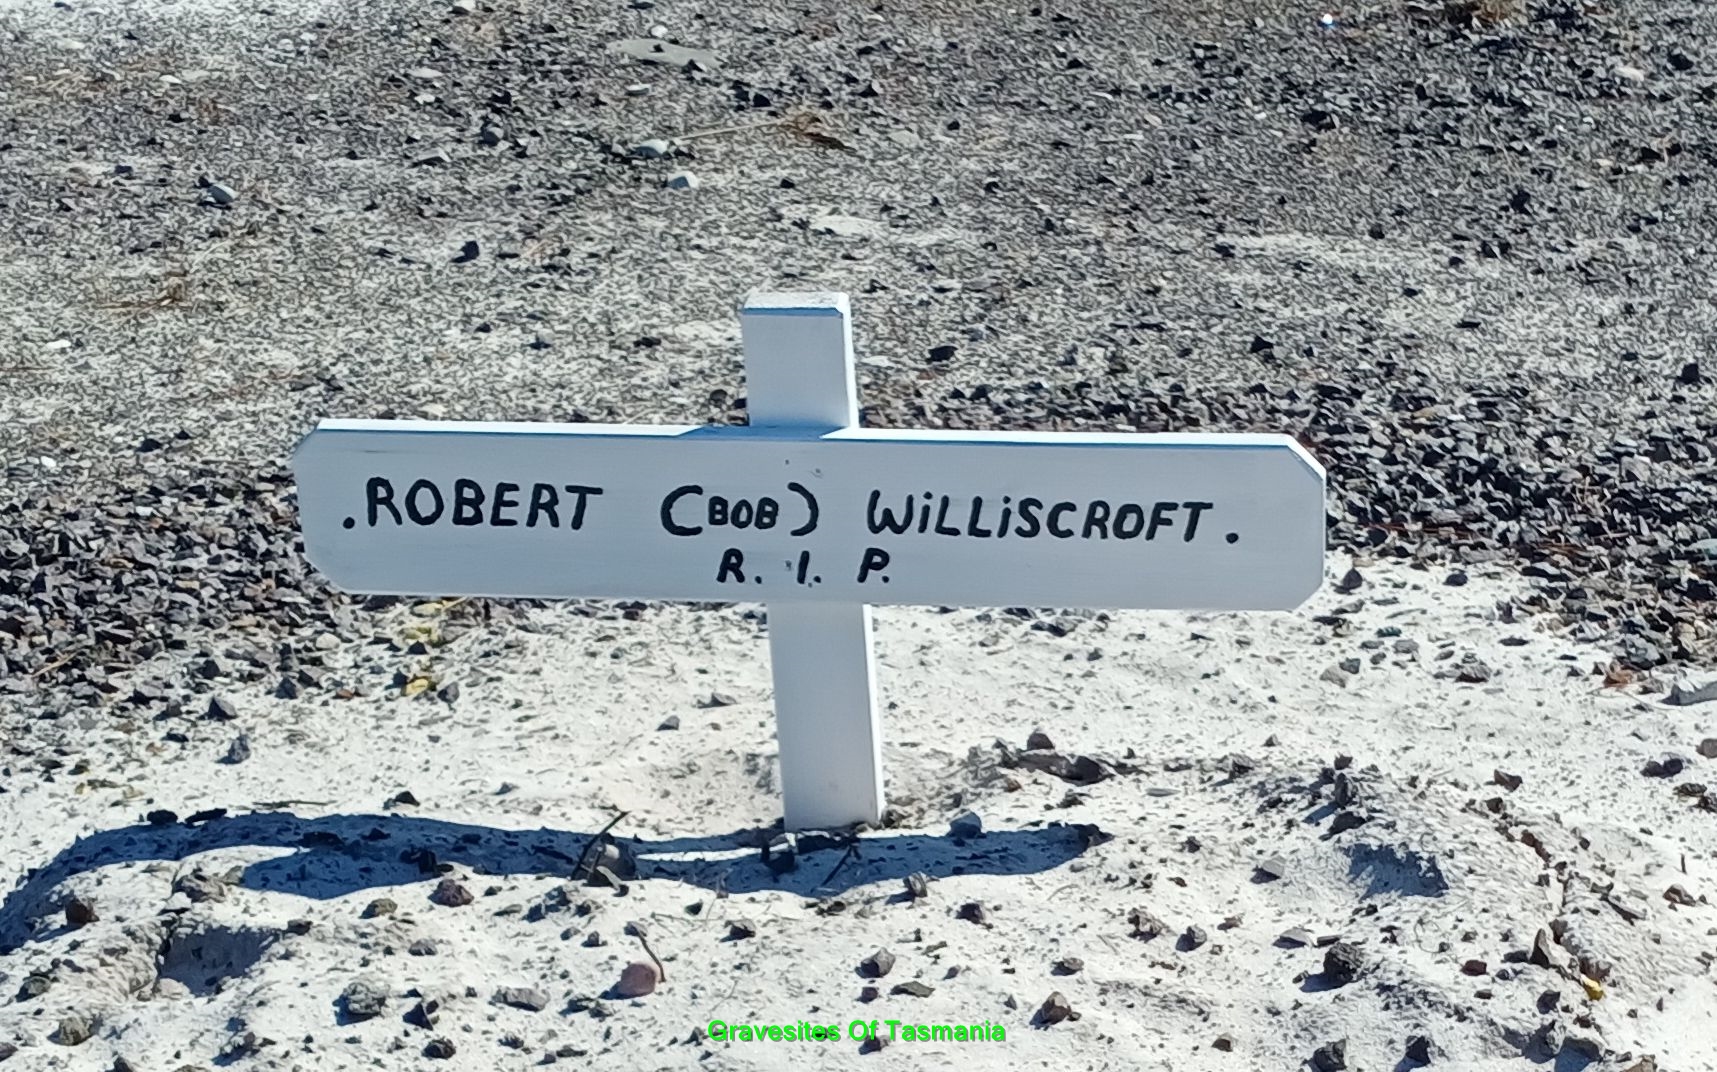 .ROBERT (BOB) WiLLiSCROFT.
R. I. P.
Gravesites Of Tasmania